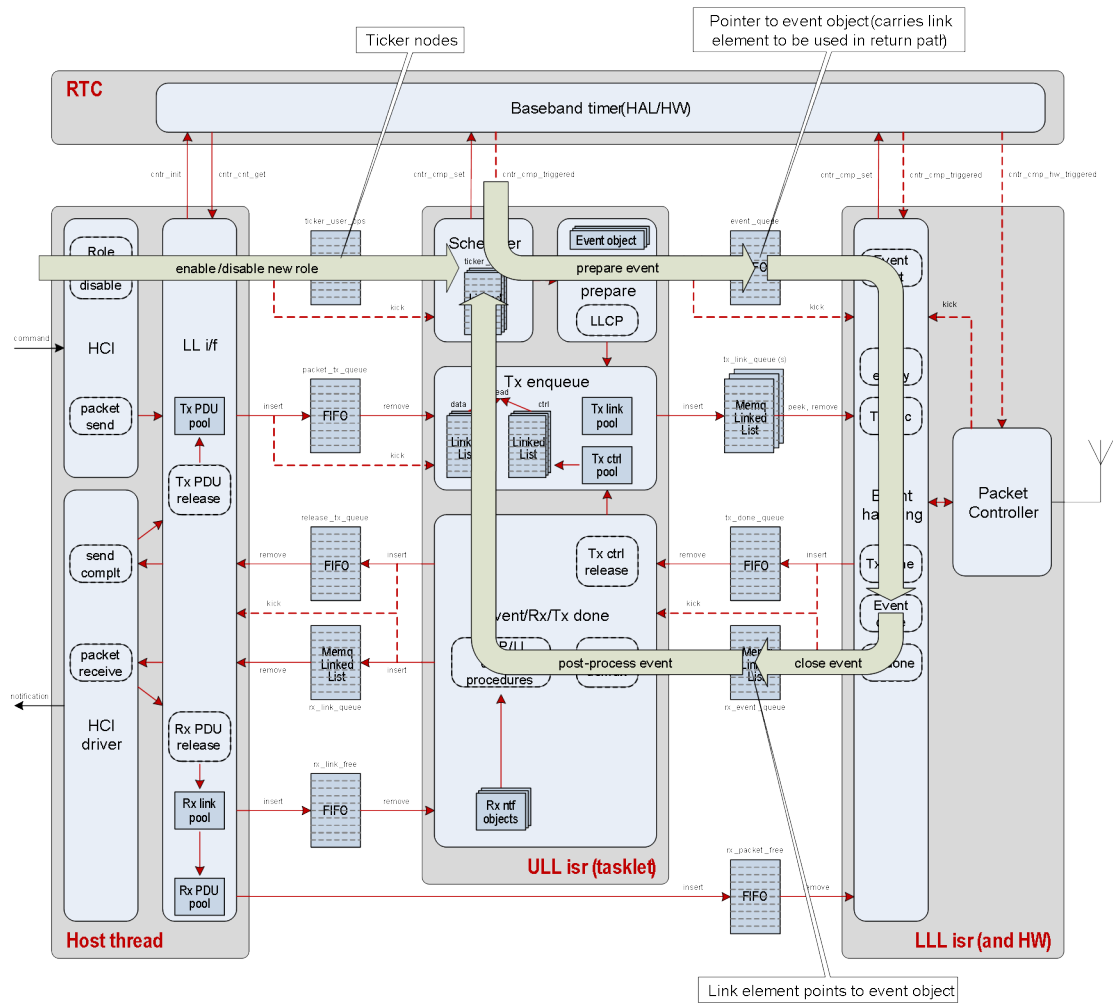 Ticker nodes
Pointer to event object (carries link
element to be used in return path)
RTC
Baseband timer(HAL/HW)
cntr_init
cntr_cnt_get
cntr_cmp_set
cntr_cmp_triggered
cntr_cmp_set
cntr_cmp_triggered
cntr_cmp_hw_triggered
Role
disable
enable/disable new role
HCI
LL i/f
command
kick
Event object
prepare event
prepare
LLCP
event_queue
kick
kick
packet_tx_queue
packet
send
Tx PDU
pool
insert
FIFO
remove
Tx enqueue
data
ctrl
Linked
List
Tx link
pool
Tx ctrl
pool
insert
tx_link_queue (s)
Memq
Linked
List
peek, remove
kick
Tx PDU
release
Packet
Controller
release_tx_queue
send
complt
remove
FIFO
insert
kick
Tx ctrl
release
tx_done_queue
remove
FIFO
insert
kick
Event
packet
receive
remove
Memq
Linked
List
insert
rx_link_queue
procedures
post-process event
close event
rx_event_queue
notification
HCI
driver
Rx PDU
release
rx_link_free
Rx link
pool
insert
FIFO
remove
Rx ntf
objects
Rx PDU
pool
ULL isr (tasklet)
rx_packet_free
insert
FIFO
remove
Host thread
LLL isr (and HW)
Link element points to event object